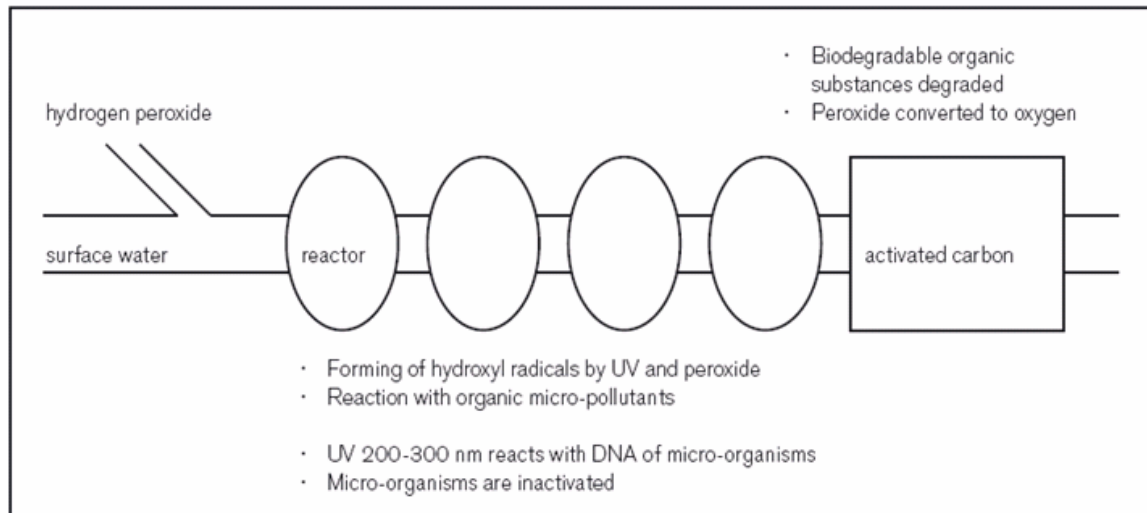 · Biodegradable organic
substances degraded
· Peroxide converted to oxygen
hydrogen peroxide
surface water
reactor
activated carbon
· Forming of hydroxyl radicals by UV and peroxide
· Reaction with organic micro-pollutants
· UV 200-300 nm reacts with DNA of micro-organisms
· Micro-organisms are inactivated